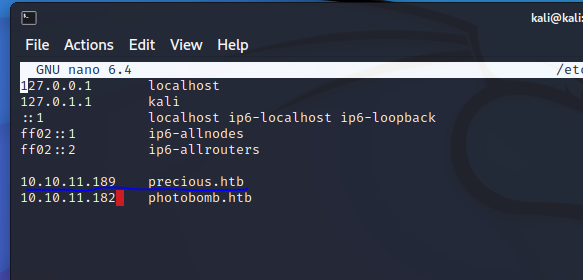 kali@kali:
File Actions Edit View Help
GNU nano 6.4 /etc
127.0.0.1 localhost
127.0.1.1 kali
::1 localhost ip6-localhost ip6-loopback
ff02::1 ip6-allnodes
ff02::2 ip6-allrouters
10.10.11.189 precious.htb
10.10.11.182 photobomb.htb